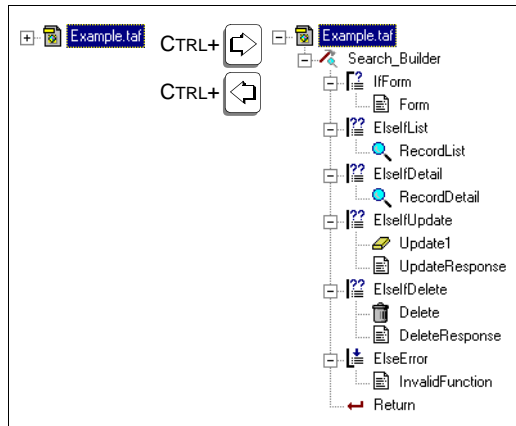 Example.taf
CTRL+
CTRL+
Example.taf
Search_Builder
IfForm
Form
ElseIfList
RecordList
ElseIfDetail
RecordDetail
ElseIfUpdate
Update1
UpdateResponse
ElseIfDelete
Delete
DeleteResponse
ElseError
InvalidFunction
Return